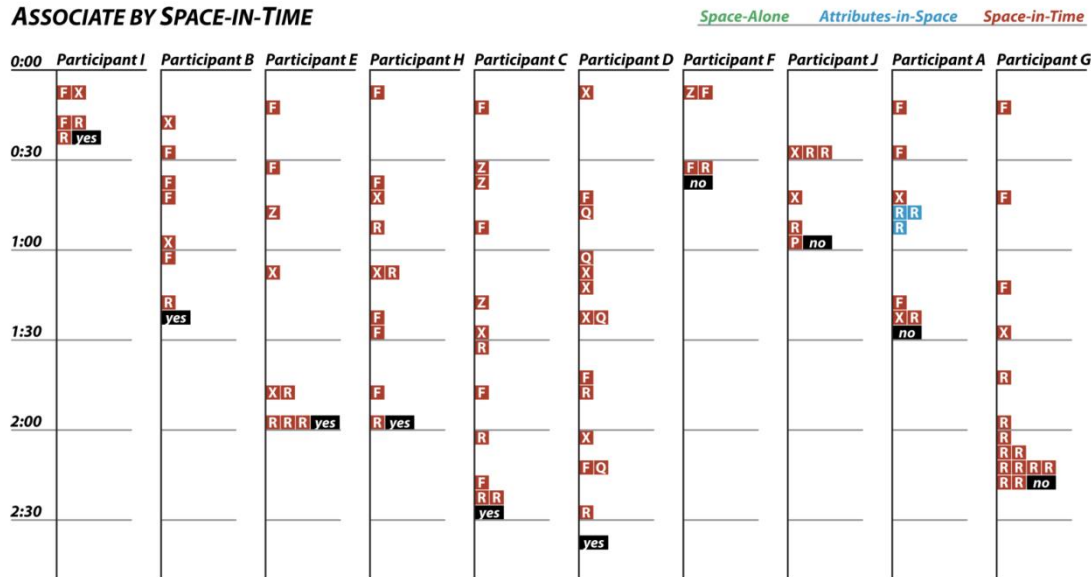 ASSOCIATE BY SPACE-IN-TIME
Space-Alone Attributes-in-Space Space-in-Time
0:00 Participant I Participant B Participant E Participant H Participant C Participant D Participant F Participant J Participant A Participant G
F X F X Z F
F F F F
F R X
R yes
F X R R F
0:30
F Z F R
F F Z no
F X F X X F
Z Q R R
R F R R
X P no
1:00
F Q
X X R X
X F
R Z F
yes F X Q X R
F X no X
1:30
R
F R
X R F F R
R R R yes R yes R
2:00
R X R
R R
F Q R R R R
F R R no
R R
yes R
2:30
yes